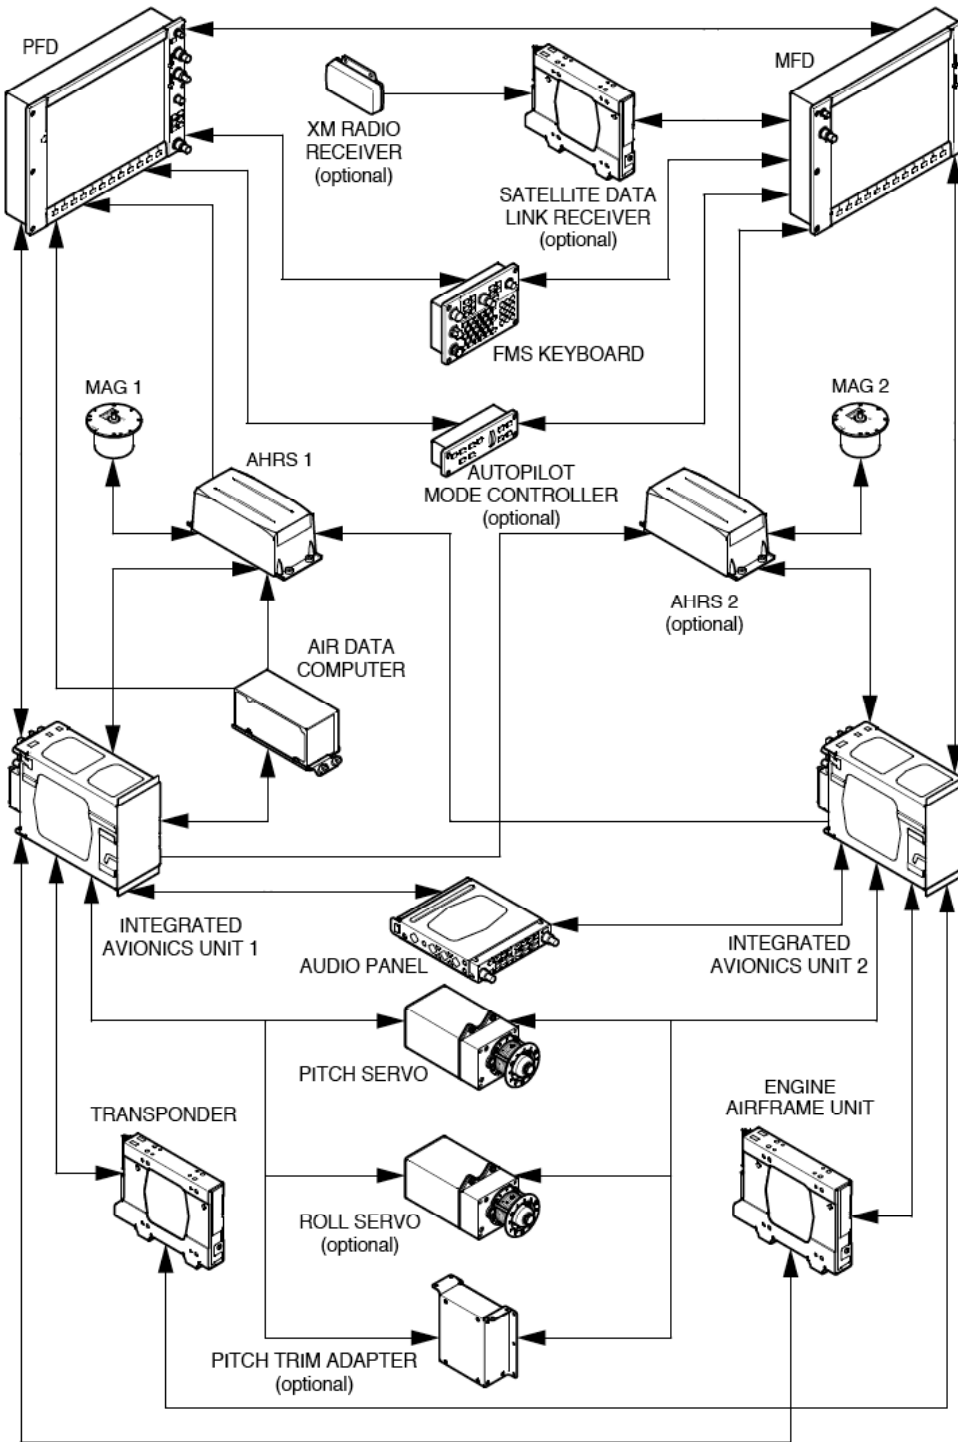 PFD
MFD
XM RADIO
RECEIVER
(optional)
SATELLITE DATA
LINK RECEIVER
(optional)
FMS KEYBOARD
MAG 1
MAG 2
AHRS 1
AUTOPILOT
MODE CONTROLLER
(optional)
AHRS 2
(optional)
AIR DATA
COMPUTER
INTEGRATED
AVIONICS UNIT 1
AUDIO PANEL
INTEGRATED
AVIONICS UNIT 2
PITCH SERVO
TRANSPONDER
ENGINE
AIRFRAME UNIT
ROLL SERVO
(optional)
PITCH TRIM ADAPTER
(optional)